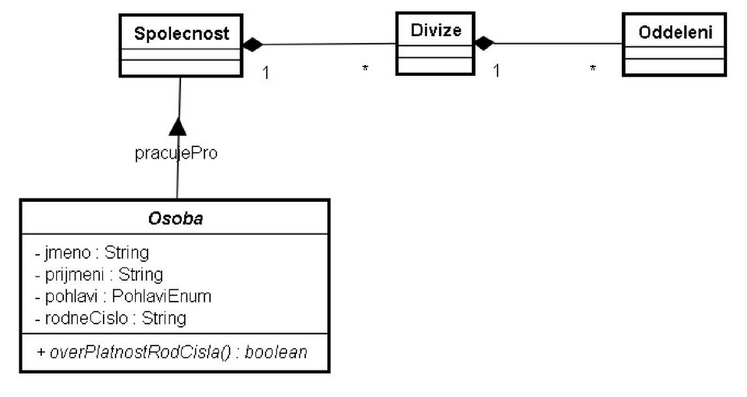 Spolecnost
Divize
Oddeleni
1
*
1
*
pracujePro
Osoba
- jmeno : String
- prijmeni : String
- pohlavi : PohlaviEnum
- rodneCislo : String
+ overPlatnostRodCisla() : boolean